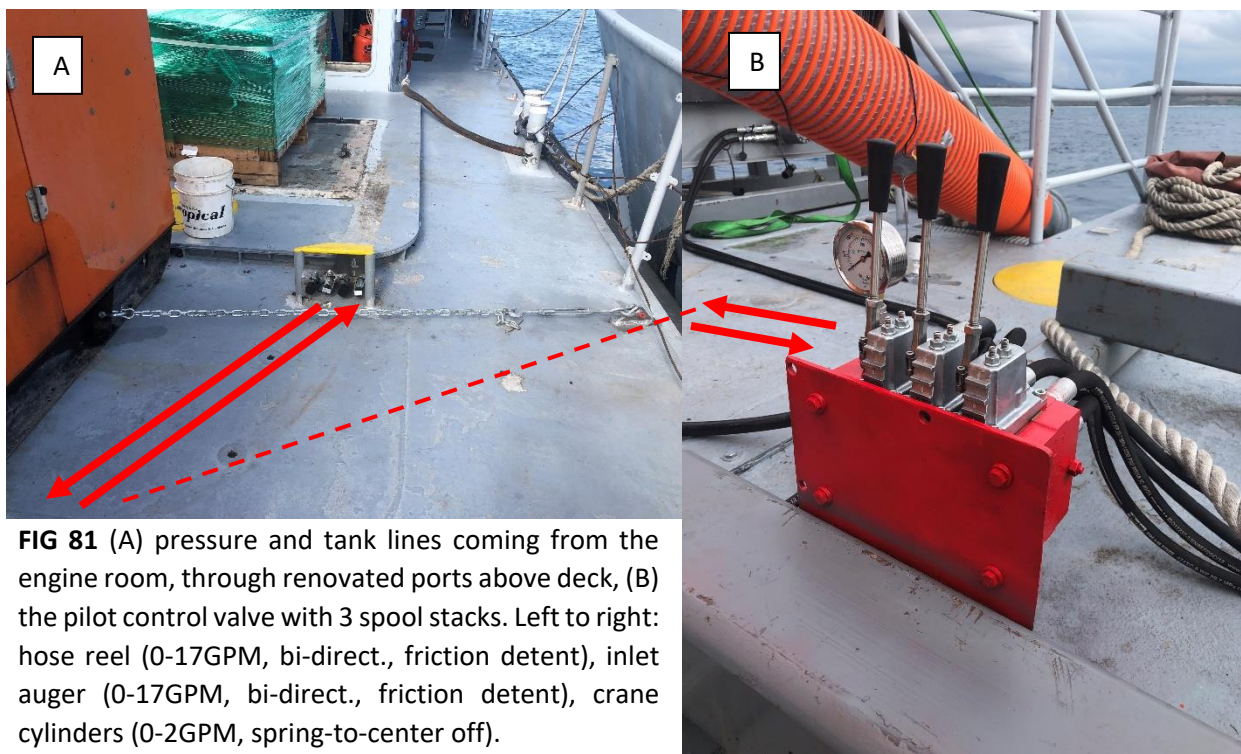 A
B
opical
FIG 81 (A) pressure and tank lines coming from the
engine room, through renovated ports above deck, (B)
the pilot control valve with 3 spool stacks. Left to right:
hose reel (0-17GPM, bi-direct., friction detent), inlet
auger (0-17GPM, bi-direct., friction detent), crane
cylinders (0-2GPM, spring-to-center off).